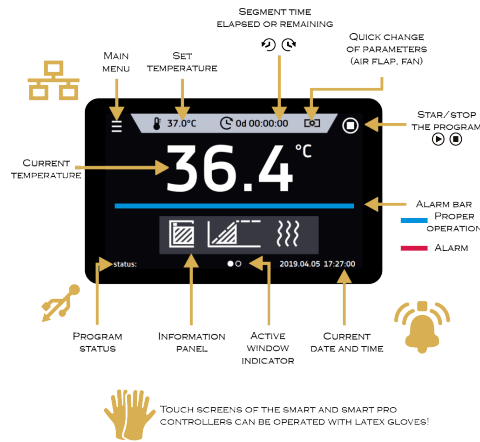 Segment time
elapsed or remaining
Quick change
of parameters
(air flap, fan)
Main
menu
Set
temperature
Star/stop
the program
37.0°C
0d 00:00:00
36.4 °C
Current
temperature
Alarm bar
Proper
operation
Alarm
status:
2019.04.05 17:27:00
Program
status
Information
panel
Active
window
indicator
Current
date and time
Touch screens of the Smart and Smart Pro
controllers can be operated with latex gloves!